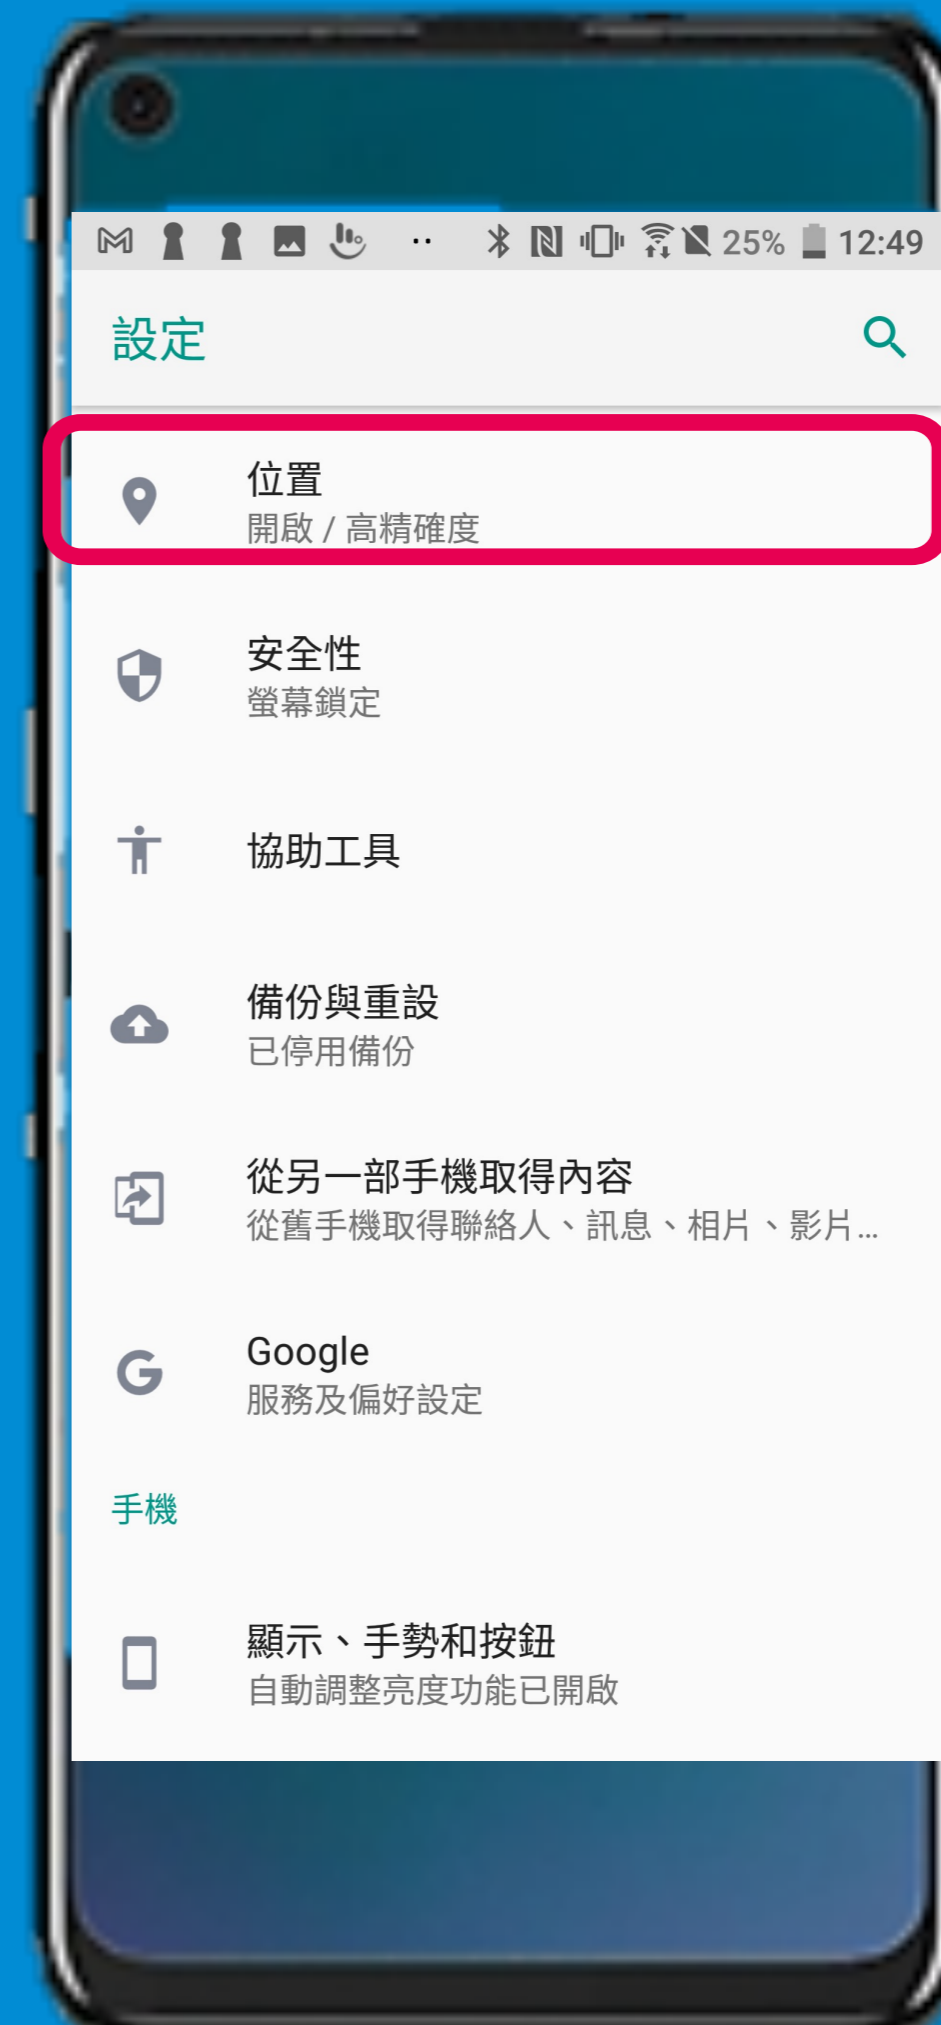 25% 12:49
設定
位置
開啟 / 高精確度
安全性
螢幕鎖定
協助工具
備份與重設
已停用備份
從另一部手機取得內容
從舊手機取得聯絡人、訊息、相片、影片...
Google
服務及偏好設定
手機
顯示、手勢和按鈕
自動調整亮度功能已開啟